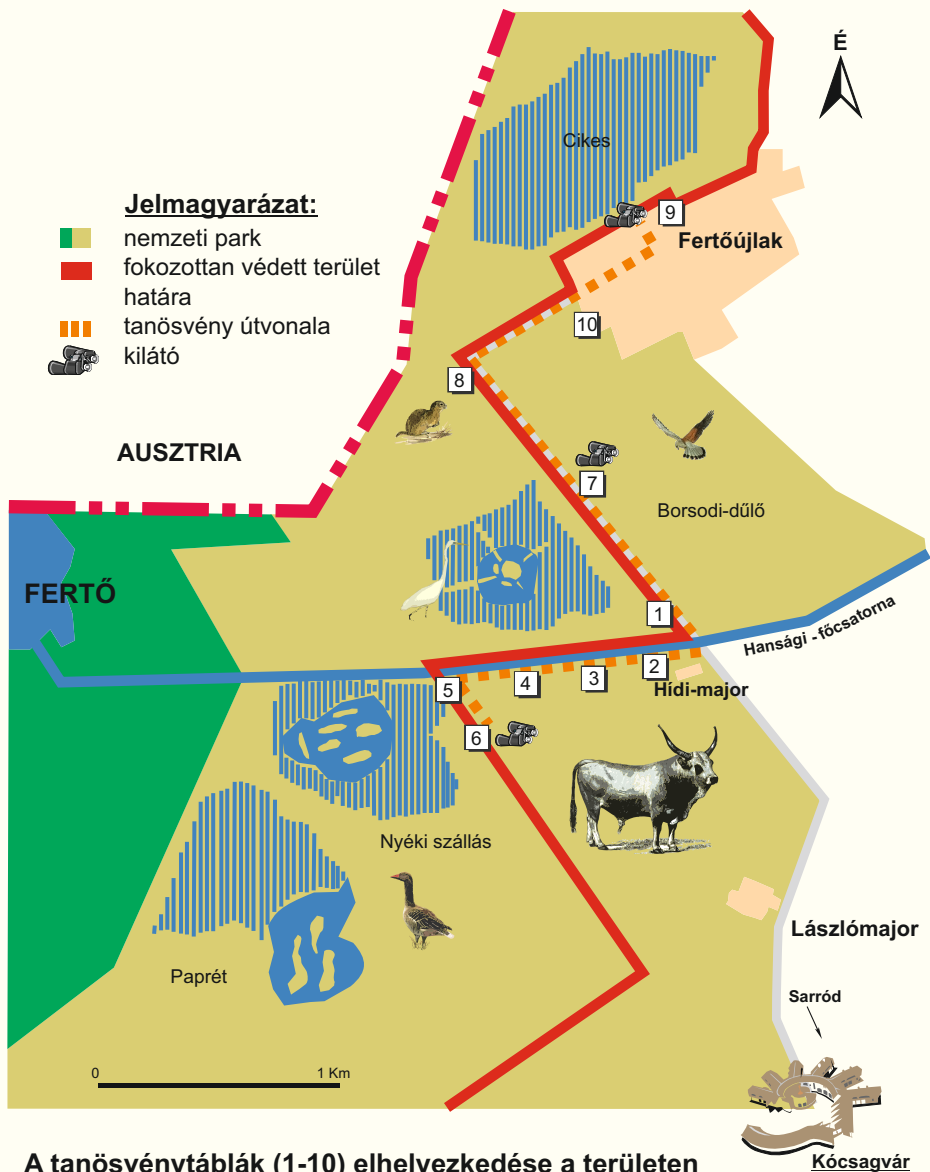 É
Cikes
Jelmagyarázat:
nemzeti park
fokozottan védett terület
határa
tanösvény útvonala
kilátó
9
Fertőújlak
10
8
AUSZTRIA
7
Borsodi-dűlő
FERTŐ
1
Hansági - főcsatorna
2
3
4
5
Hídi-major
6
Nyéki szállás
Lászlómajor
Paprét
Sarród
0 1 Km
Kócsagvár
A tanösvénytáblák (1-10) elhelyezkedése a területen